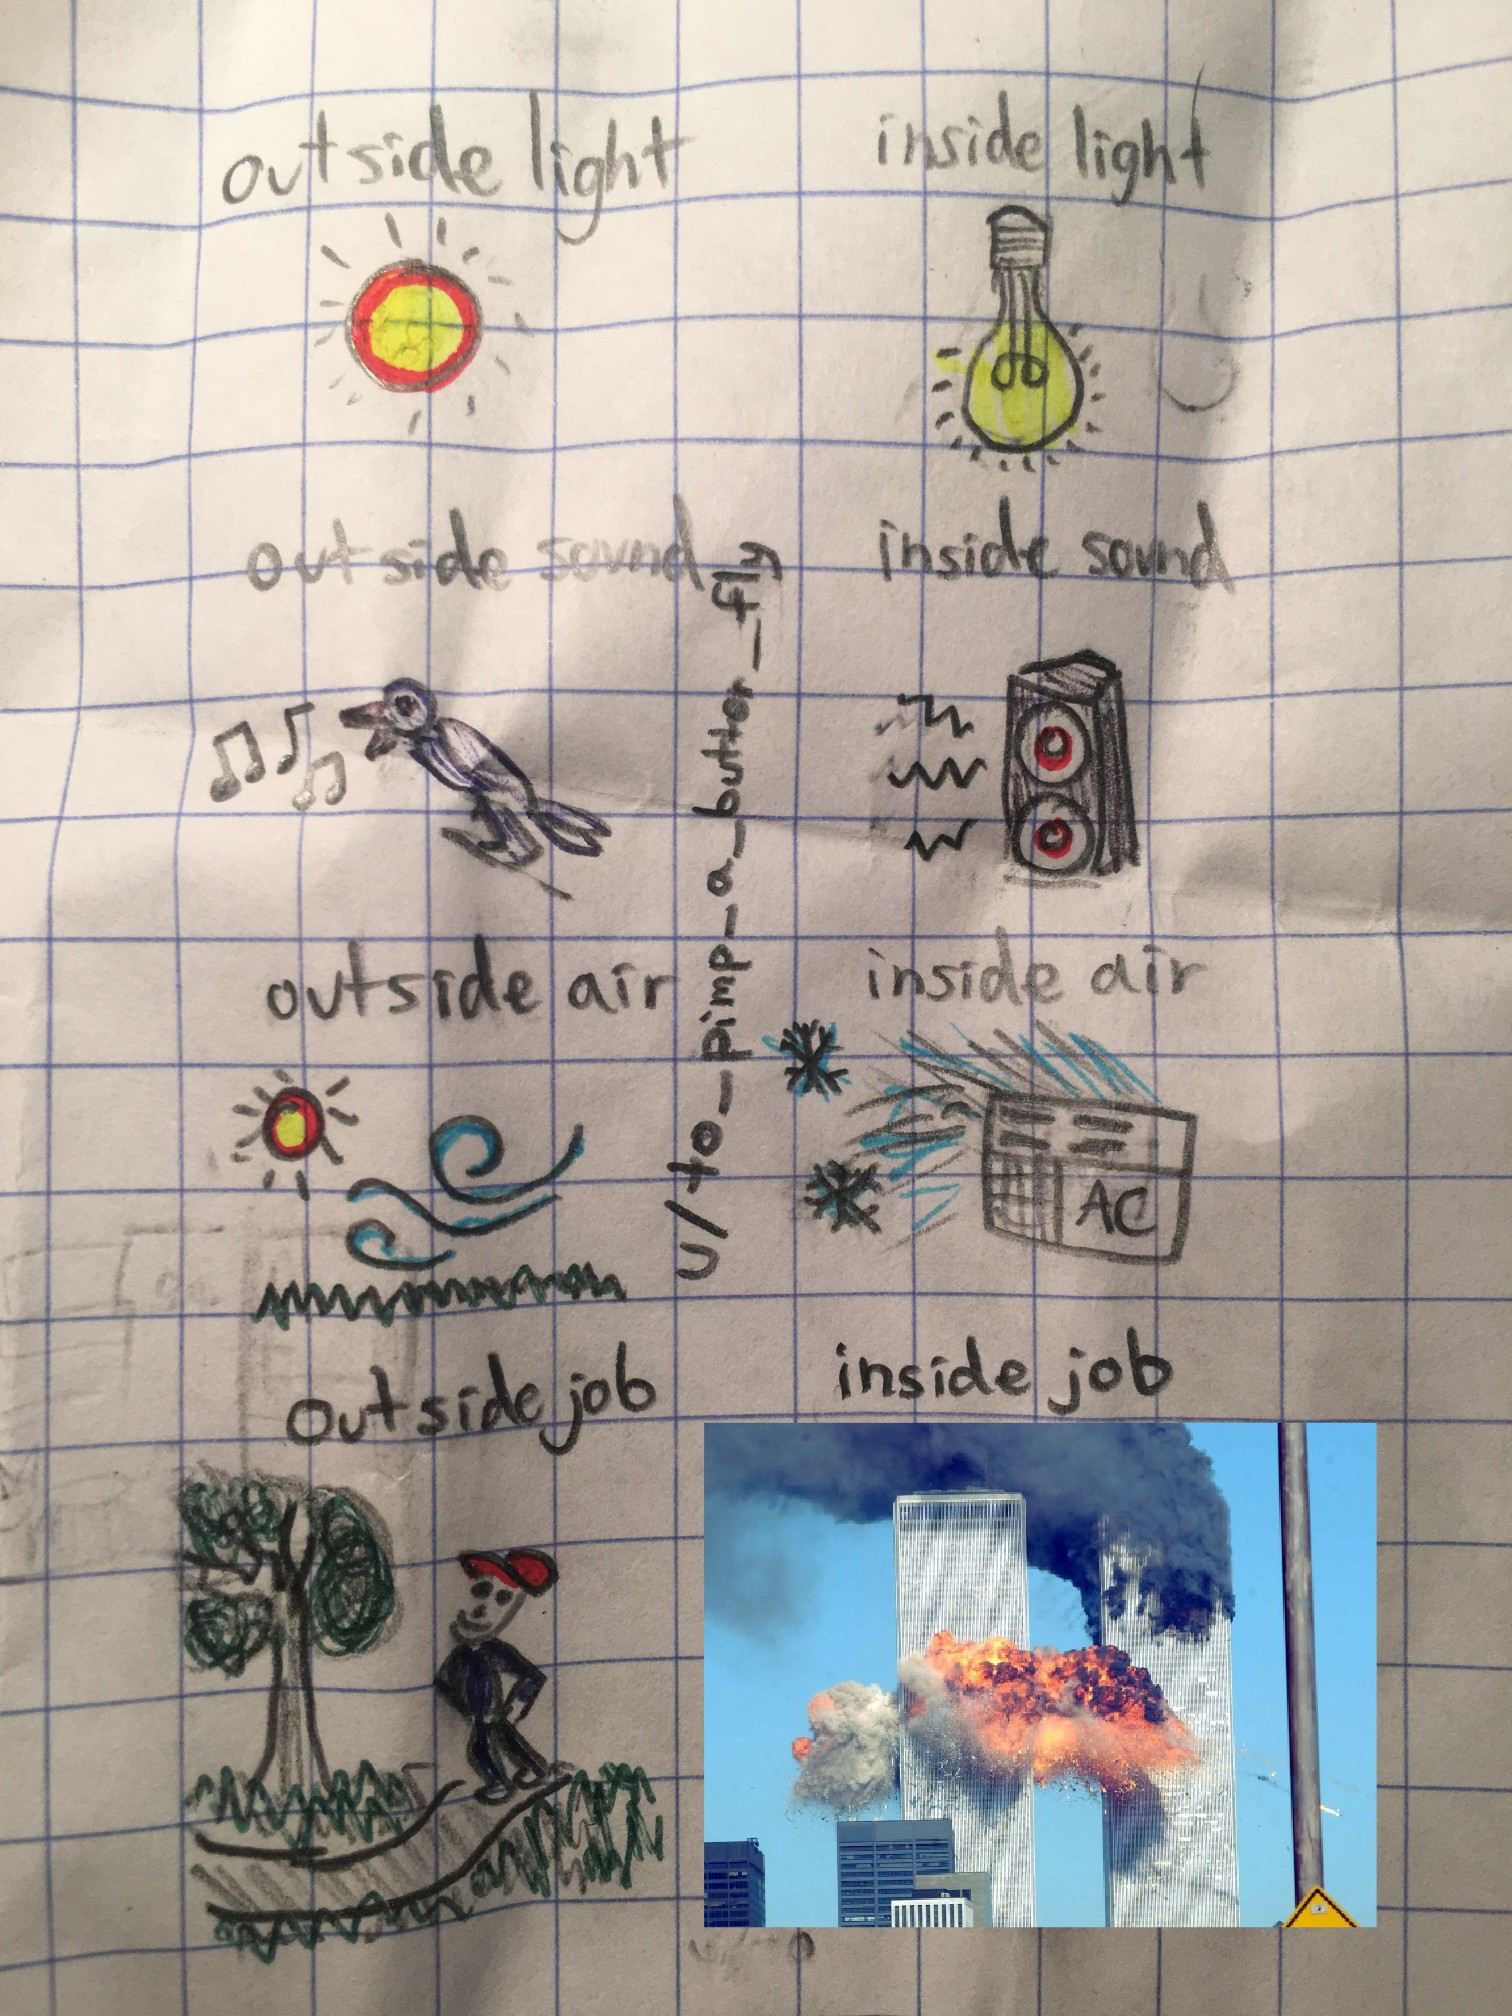 outside light
inside light
outside sound
inside sound
u/to_pimp_a_butter_fly
outside air
inside air
AC
outside job
inside job